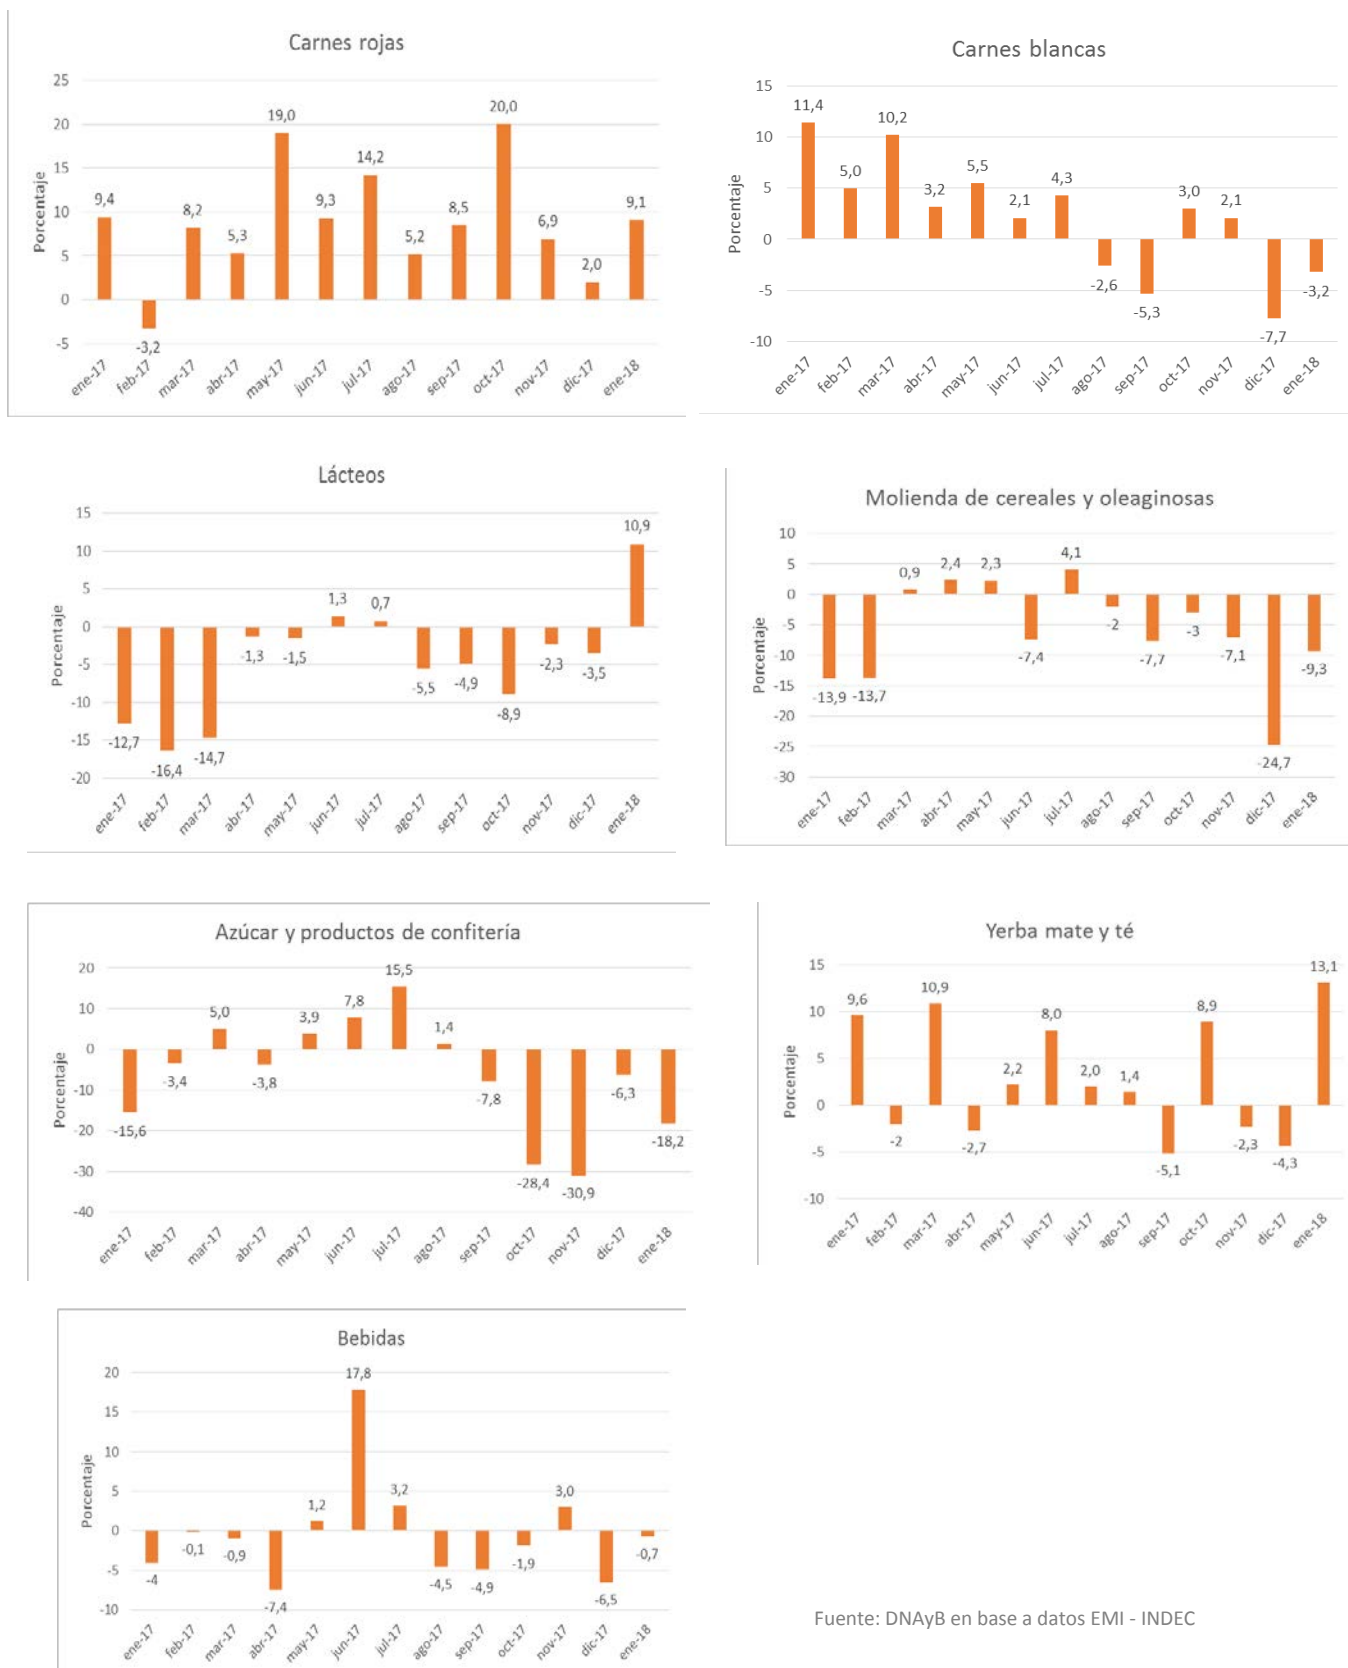 Carnes rojas
Porcentaje
25
20
15
10
5
0
-5
9,4
-3,2
8,2
5,3
19,0
9,3
14,2
5,2
8,5
20,0
6,9
2,0
9,1
ene-17
feb-17
mar-17
abr-17
may-17
jun-17
jul-17
ago-17
sep-17
oct-17
nov-17
dic-17
ene-18
Carnes blancas
Porcentaje
15
10
5
0
-5
-10
11,4
5,0
10,2
3,2
5,5
2,1
4,3
-2,6
-5,3
3,0
2,1
-7,7
-3,2
ene-17
feb-17
mar-17
abr-17
may-17
jun-17
jul-17
ago-17
sep-17
oct-17
nov-17
dic-17
ene-18
Lácteos
Porcentaje
15
10
5
0
-5
-10
-15
-20
-12,7
-16,4
-14,7
-1,3
-1,5
1,3
0,7
-5,5
-4,9
-8,9
-2,3
-3,5
10,9
ene-17
feb-17
mar-17
abr-17
may-17
jun-17
jul-17
ago-17
sep-17
oct-17
nov-17
dic-17
ene-18
Molienda de cereales y oleaginosas
Porcentaje
10
5
0
-5
-10
-15
-20
-25
-30
-13,9
-13,7
0,9
2,4
2,3
-7,4
4,1
-2
-7,7
-3
-7,1
-24,7
-9,3
ene-17
feb-17
mar-17
abr-17
may-17
jun-17
jul-17
ago-17
sep-17
oct-17
nov-17
dic-17
ene-18
Azúcar y productos de confitería
Porcentaje
20
10
0
-10
-20
-30
-40
-15,6
-3,4
5,0
-3,8
3,9
7,8
15,5
1,4
-7,8
-28,4
-30,9
-6,3
-18,2
ene-17
feb-17
mar-17
abr-17
may-17
jun-17
jul-17
ago-17
sep-17
oct-17
nov-17
dic-17
ene-18
Yerba mate y té
Porcentaje
15
10
5
0
-5
-10
9,6
-2
10,9
-2,7
2,2
8,0
2,0
1,4
-5,1
8,9
-2,3
-4,3
13,1
ene-17
feb-17
mar-17
abr-17
may-17
jun-17
jul-17
ago-17
sep-17
oct-17
nov-17
dic-17
ene-18
Bebidas
Porcentaje
20
15
10
5
0
-5
-10
-4
-0,1
-0,9
-7,4
1,2
17,8
3,2
-4,5
-4,9
-1,9
3,0
-6,5
-0,7
ene-17
feb-17
mar-17
abr-17
may-17
jun-17
jul-17
ago-17
sep-17
oct-17
nov-17
dic-17
ene-18
Fuente: DNAyB en base a datos EMI - INDEC